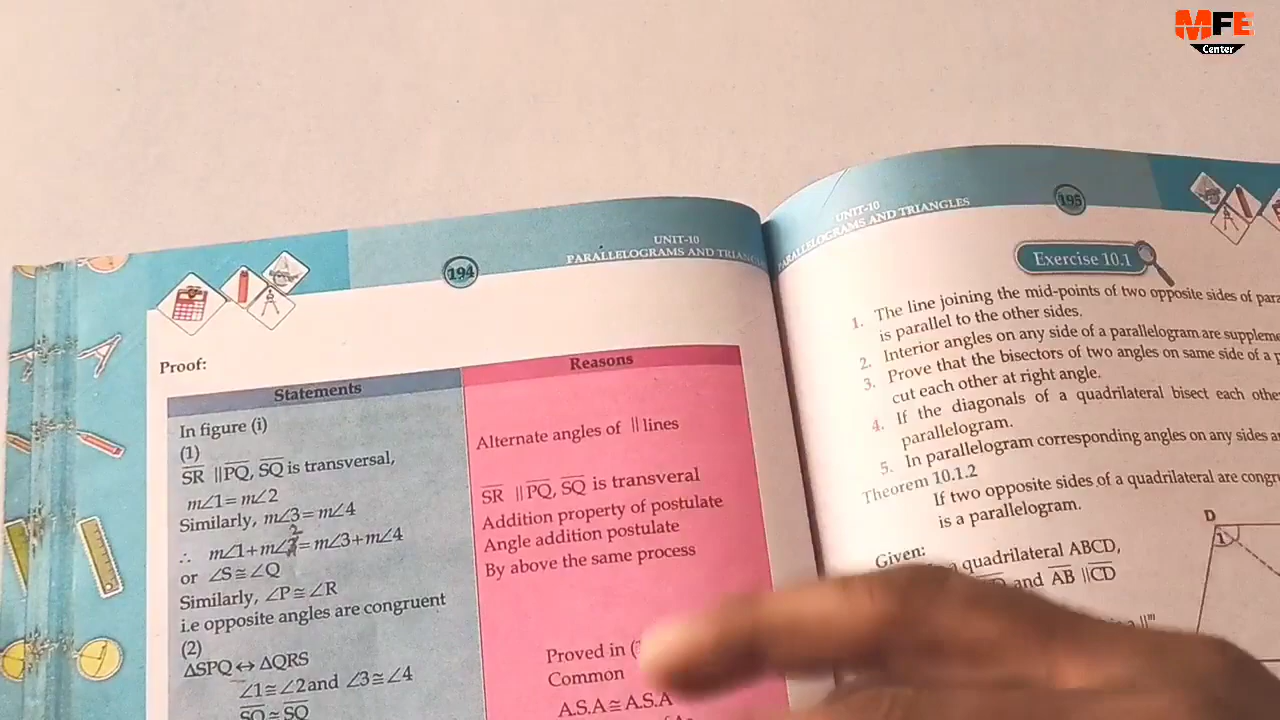 MFE
Center
194
UNIT-10
PARALLELOGRAMS AND TRIANG
Proof:
Statements
Reasons
In figure (i)
(1)
SR ||PQ, SQ is transversal,
m∠1=m∠2
Similarly, m∠3=m∠4
∴ m∠1+m∠2=m∠3+m∠4
or ∠S≅∠Q
Similarly, ∠P≅∠R
i.e opposite angles are congruent
(2)
ΔSPQ↔ΔQRS
∠1≅∠2and ∠3≅∠4
SQ≅SQ
Alternate angles of ||lines
SR ||PQ, SQ is transveral
Addition property of postulate
Angle addition postulate
By above the same process
Proved in (
Common
A.S.A≅A.S.A
195
UNIT-10
PARALLELOGRAMS AND TRIANGLES
Exercise 10.1
1. The line joining the mid-points of two opposite sides of para
is parallel to the other sides.
2. Interior angles on any side of a parallelogram are suppleme
3. Prove that the bisectors of two angles on same side of a p
cut each other at right angle.
4. If the diagonals of a quadrilateral bisect each othe
parallelogram.
5. In parallelogram corresponding angles on any sides a
Theorem 10.1.2
If two opposite sides of a quadrilateral are congru
is a parallelogram.
Given:
a quadrilateral ABCD,
and AB ||CD
D
1